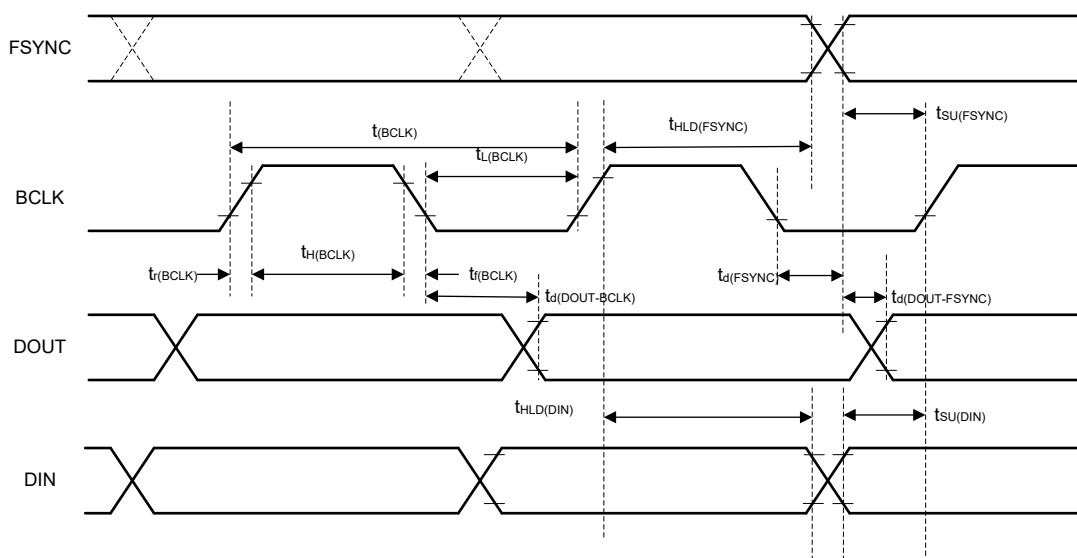 FSYNC
t(BCLK)
tHLD(FSYNC)
tSU(FSYNC)
tL(BCLK)
BCLK
tH(BCLK)
tr(BCLK)
tf(BCLK)
td(FSYNC)
td(DOUT-BCLK)
td(DOUT-FSYNC)
DOUT
tHLD(DIN)
tSU(DIN)
DIN